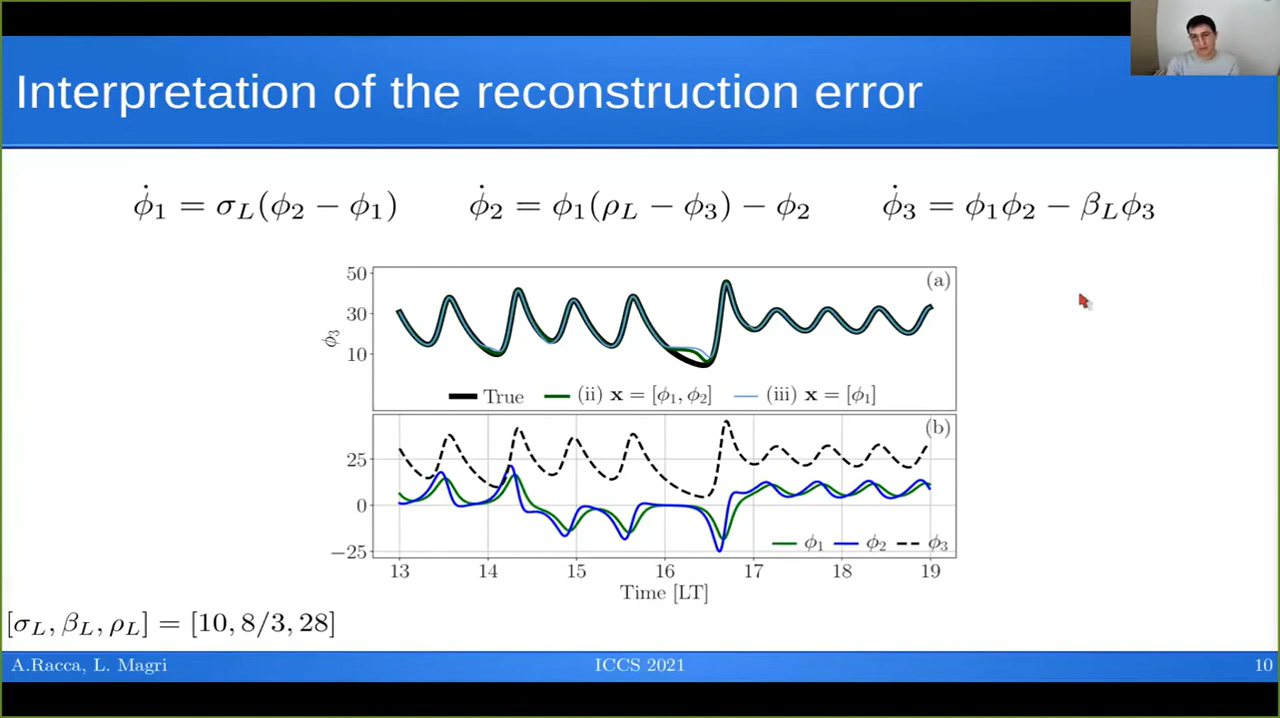 Interpretation of the reconstruction error
ϕ̇₁ = σ_L(ϕ₂ − ϕ₁) ϕ̇₂ = ϕ₁(ρ_L − ϕ₃) − ϕ₂ ϕ̇₃ = ϕ₁ϕ₂ − β_Lϕ₃
(a)
50
30
10
ϕ₃
True (ii) x = [ϕ₁, ϕ₂] (iii) x = [ϕ₁]
(b)
25
0
−25
ϕ₁ ϕ₂ ϕ₃
13 14 15 16 17 18 19
Time [LT]
[σ_L, β_L, ρ_L] = [10, 8/3, 28]
A.Racca, L. Magri ICCS 2021 10